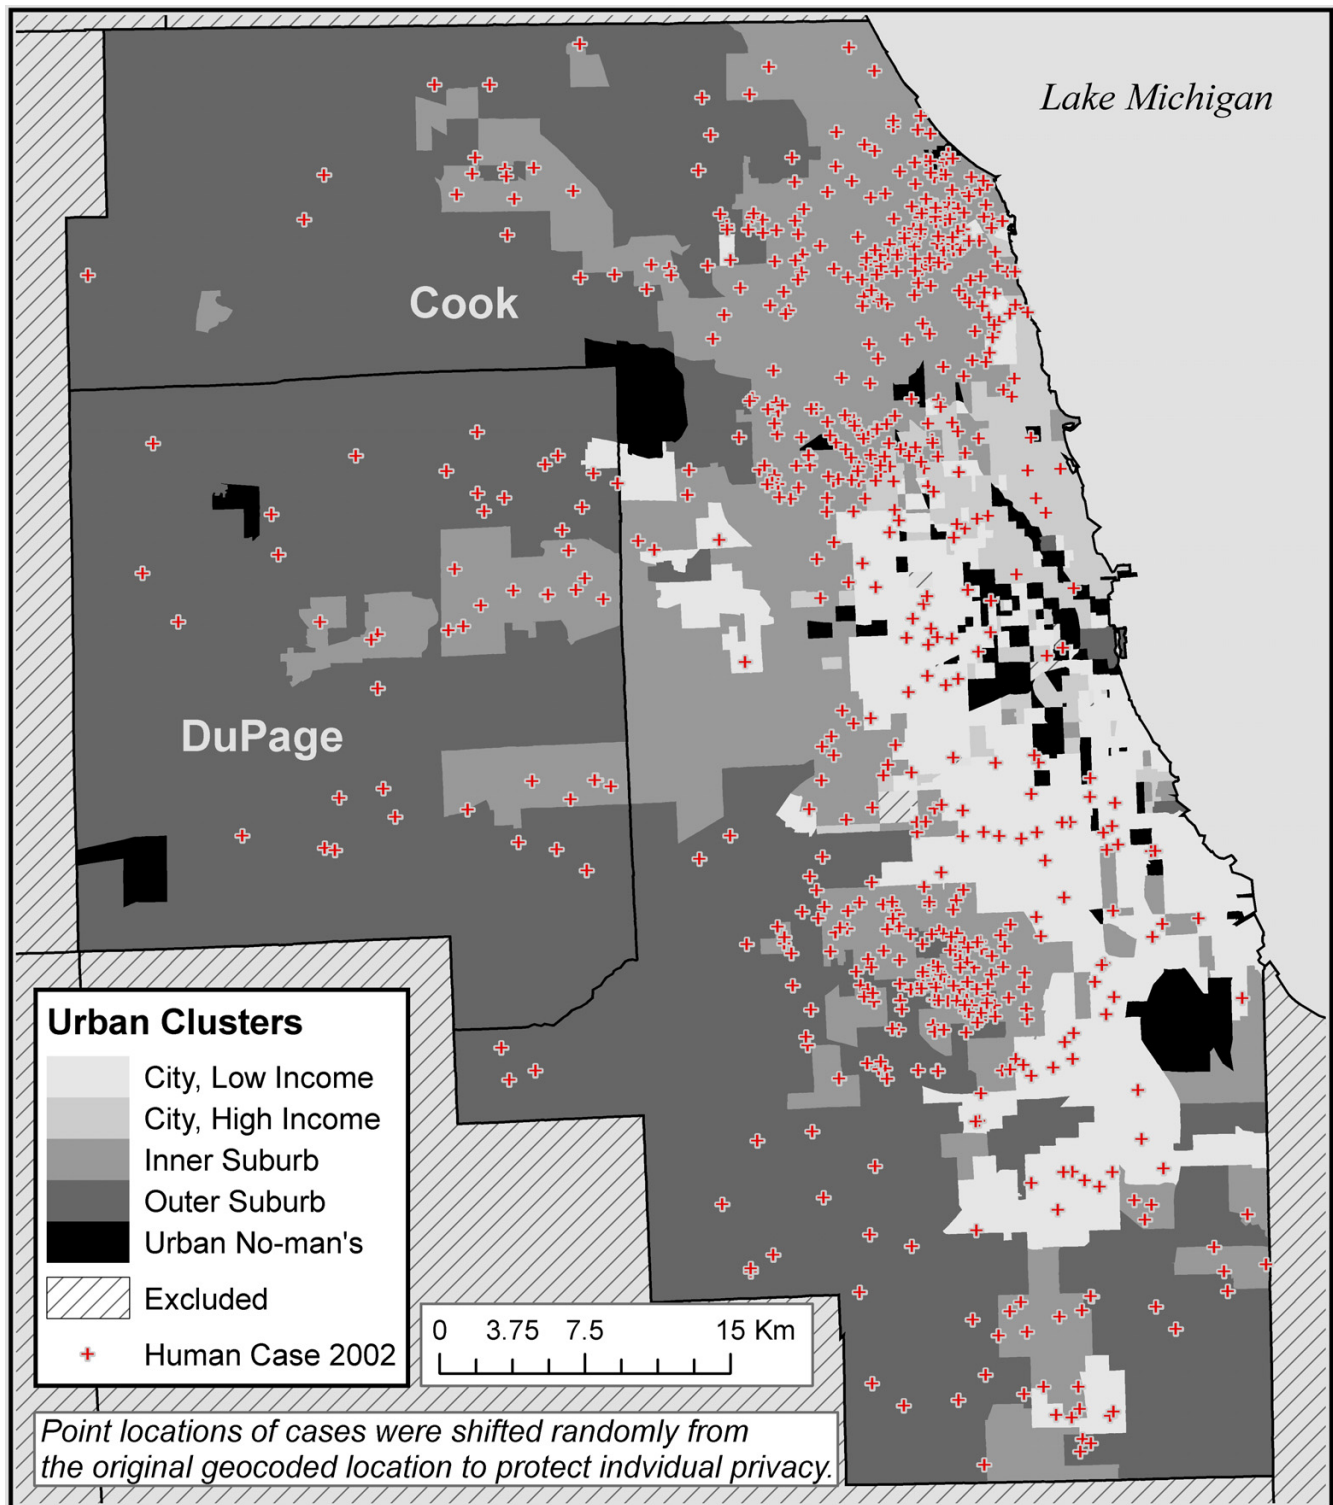 Lake Michigan
Cook
DuPage
Urban Clusters
City, Low Income
City, High Income
Inner Suburb
Outer Suburb
Urban No-man's
Excluded
Human Case 2002
0 3.75 7.5 15 Km
Point locations of cases were shifted randomly from
the original geocoded location to protect indvidual privacy.